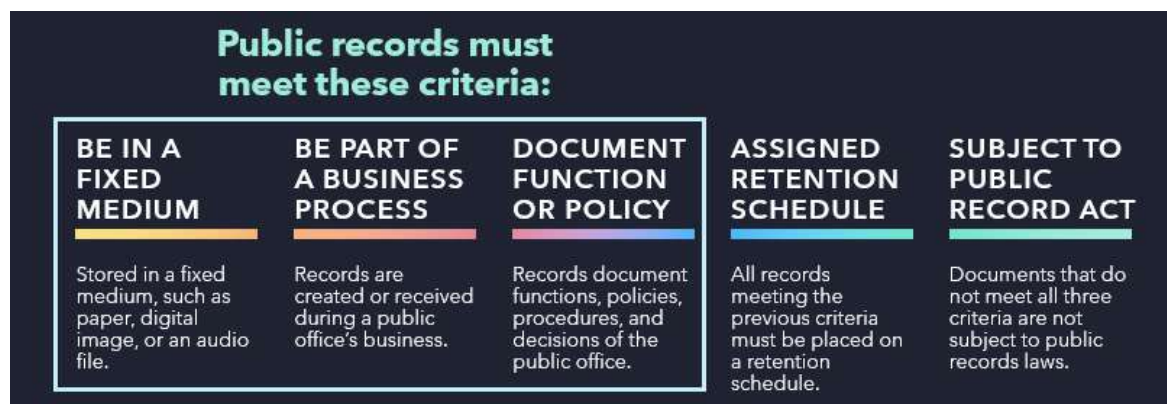 Public records must
meet these criteria:
BE IN A
FIXED
MEDIUM
Stored in a fixed
medium, such as
paper, digital
image, or an audio
file.
BE PART OF
A BUSINESS
PROCESS
Records are
created or received
during a public
office's business.
DOCUMENT
FUNCTION
OR POLICY
Records document
functions, policies,
procedures, and
decisions of the
public office.
ASSIGNED
RETENTION
SCHEDULE
All records
meeting the
previous criteria
must be placed on
a retention
schedule.
SUBJECT TO
PUBLIC
RECORD ACT
Documents that do
not meet all three
criteria are not
subject to public
records laws.